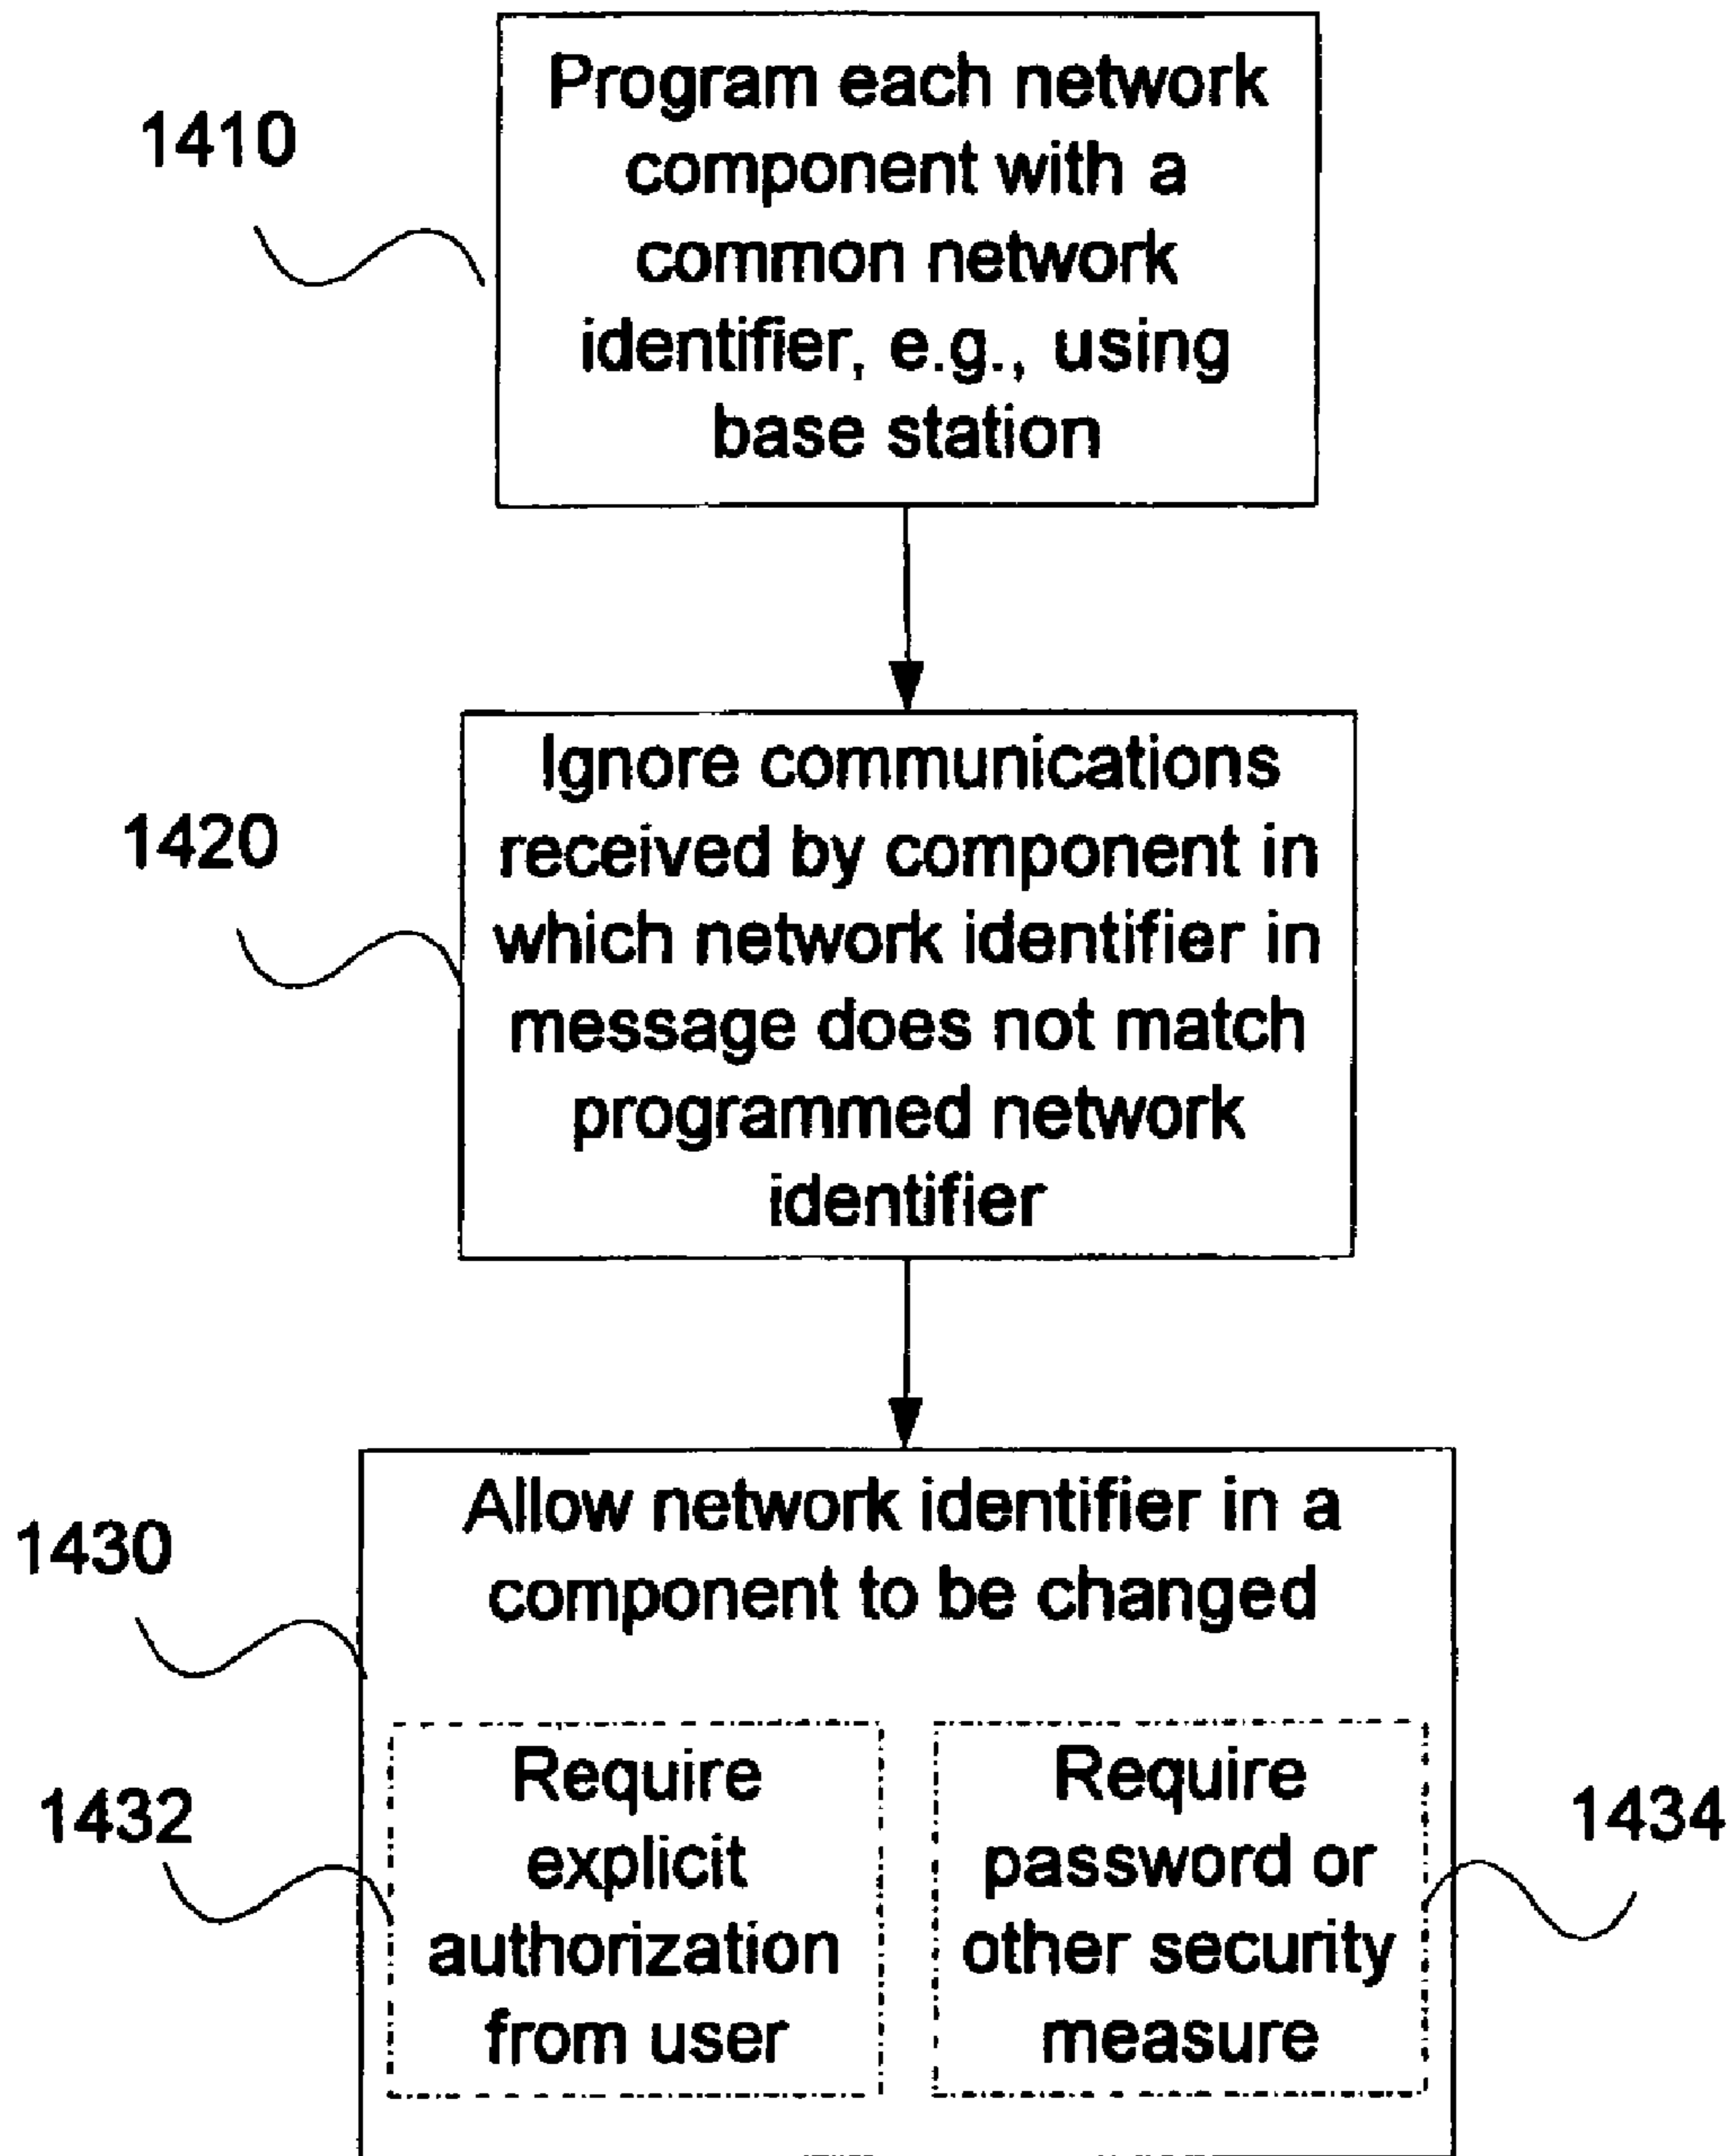 1410
Program each network
component with a
common network
identifier, e.g., using
base station
1420
Ignore communications
received by component in
which network identifier in
message does not match
programmed network
identifier
1430
Allow network identifier in a
component to be changed
1432
Require
explicit
authorization
from user
Require
password or
other security
measure
1434